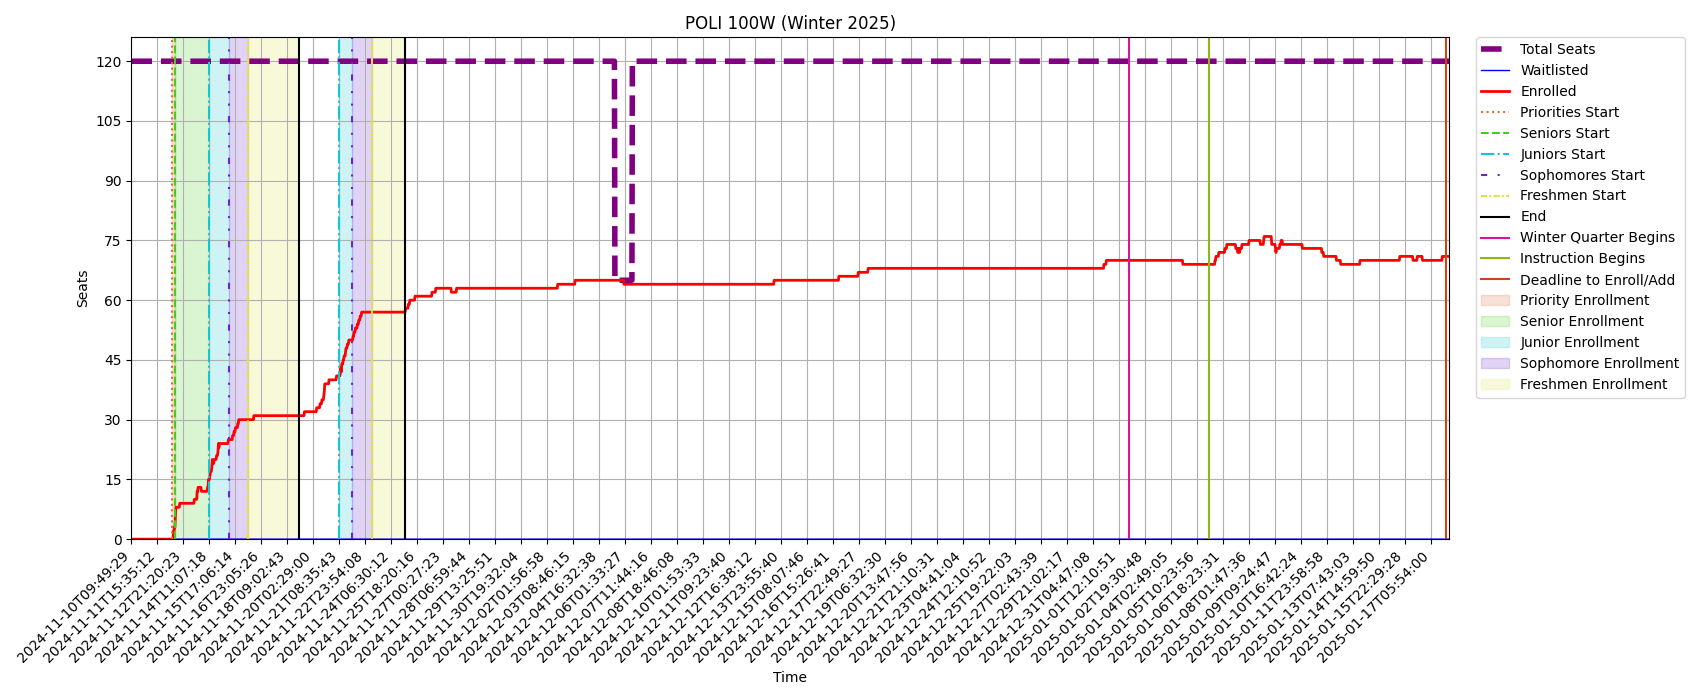 POLI 100W (Winter 2025)
Seats
120
105
90
75
60
45
30
15
0
2024-11-10T09:49:29
2024-11-11T15:35:12
2024-11-12T21:20:23
2024-11-14T11:07:18
2024-11-15T17:06:14
2024-11-16T23:05:26
2024-11-18T09:02:43
2024-11-20T02:29:00
2024-11-21T08:35:43
2024-11-22T23:54:08
2024-11-24T06:30:12
2024-11-25T18:20:16
2024-11-27T00:27:23
2024-11-28T06:59:44
2024-11-29T13:25:51
2024-11-30T19:32:04
2024-12-02T01:56:58
2024-12-03T08:46:15
2024-12-04T16:32:38
2024-12-06T01:33:27
2024-12-07T11:44:16
2024-12-08T18:46:08
2024-12-10T01:53:33
2024-12-11T09:23:40
2024-12-12T16:38:12
2024-12-13T23:55:40
2024-12-15T08:07:46
2024-12-16T15:26:41
2024-12-17T22:49:27
2024-12-19T06:32:30
2024-12-20T13:47:56
2024-12-21T21:10:31
2024-12-23T04:41:04
2024-12-24T12:10:52
2024-12-25T19:22:03
2024-12-27T02:43:39
2024-12-29T21:02:17
2024-12-31T04:47:08
2025-01-01T12:10:51
2025-01-02T19:30:48
2025-01-04T02:49:05
2025-01-05T10:23:56
2025-01-06T18:23:31
2025-01-08T01:47:36
2025-01-09T09:24:47
2025-01-10T16:42:24
2025-01-11T23:58:58
2025-01-13T07:43:03
2025-01-14T14:59:50
2025-01-15T22:29:28
2025-01-17T05:54:00
Time
Total Seats
Waitlisted
Enrolled
Priorities Start
Seniors Start
Juniors Start
Sophomores Start
Freshmen Start
End
Winter Quarter Begins
Instruction Begins
Deadline to Enroll/Add
Priority Enrollment
Senior Enrollment
Junior Enrollment
Sophomore Enrollment
Freshmen Enrollment